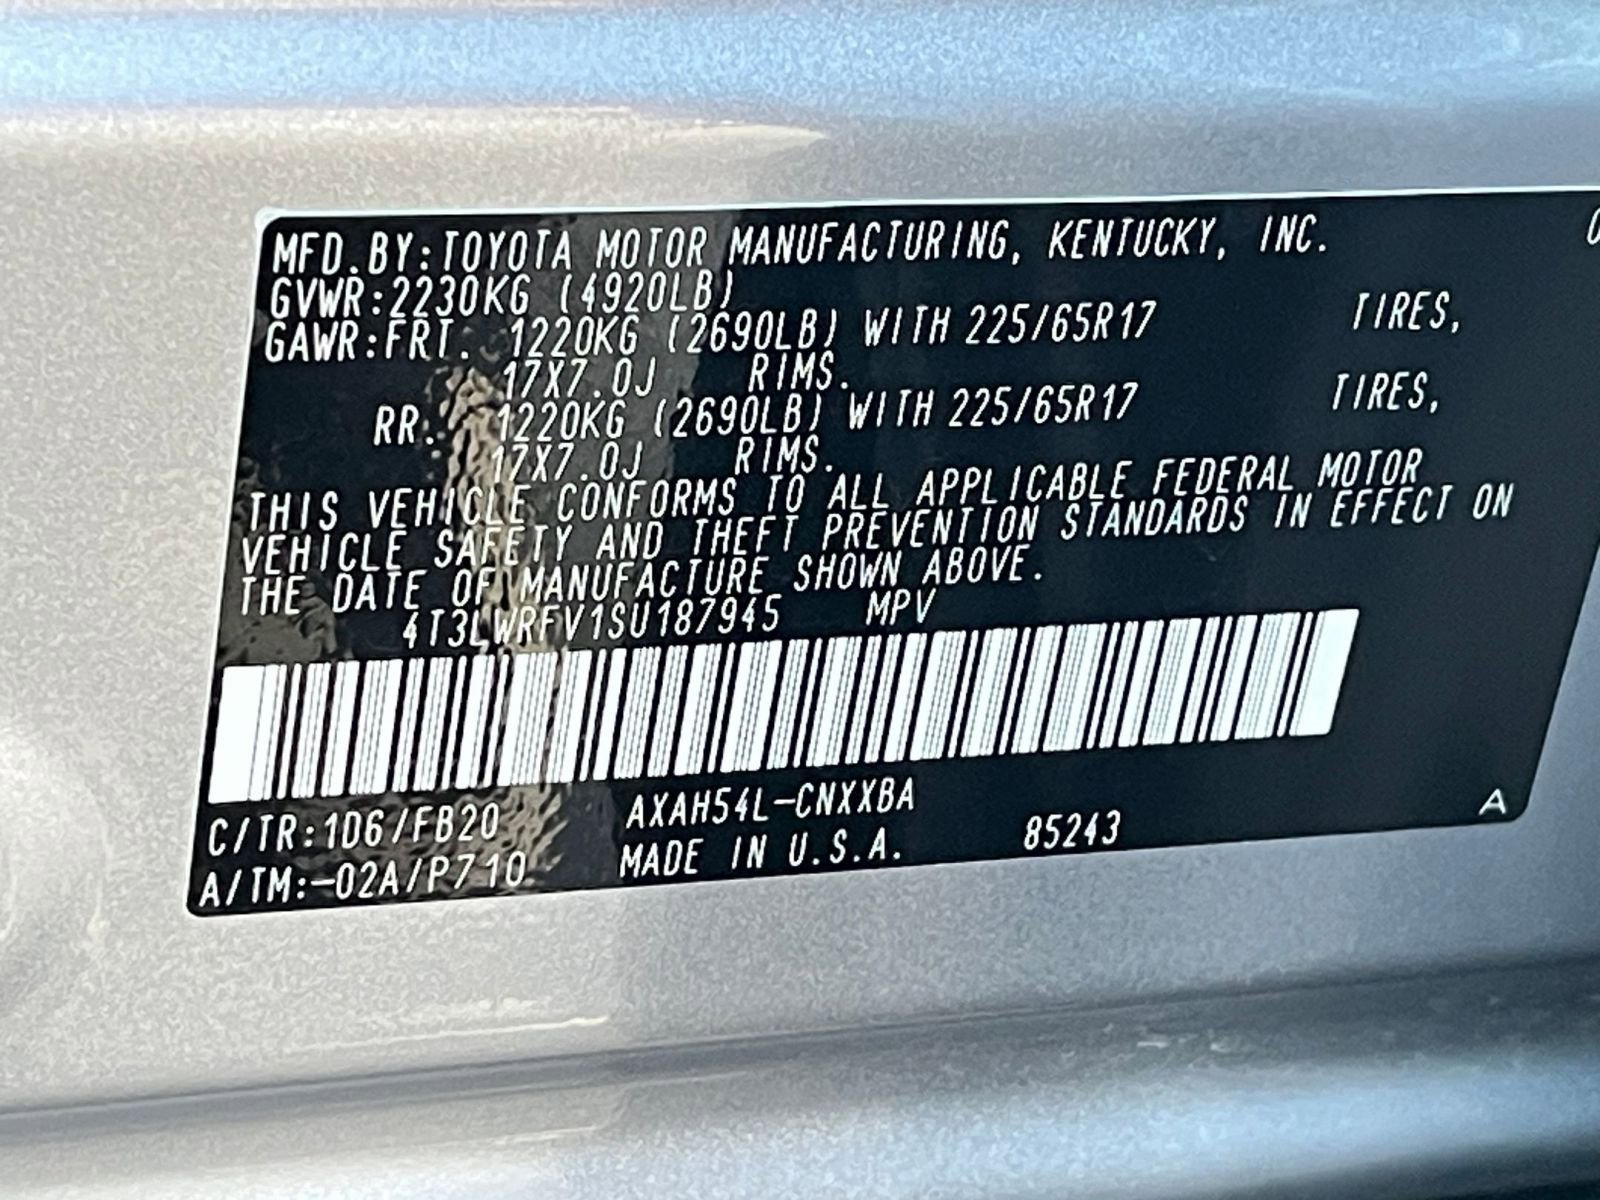 MFD.BY:TOYOTA MOTOR MANUFACTURING, KENTUCKY, INC. 0
GVWR:2230KG (4920LB)
GAWR:FRT. 1220KG (2690LB) WITH 225/65R17 TIRES,
17X7.0J RIMS.
RR. 1220KG (2690LB) WITH 225/65R17 TIRES,
17X7.0J RIMS.
THIS VEHICLE CONFORMS TO ALL APPLICABLE FEDERAL MOTOR
VEHICLE SAFETY AND THEFT PREVENTION STANDARDS IN EFFECT ON
THE DATE OF MANUFACTURE SHOWN ABOVE.
4T3LWRFV1SU187945 MPV
C/TR:1D6/FB20 AXAH54L-CNXXBA
A/TM:-02A/P710 MADE IN U.S.A. 85243 A